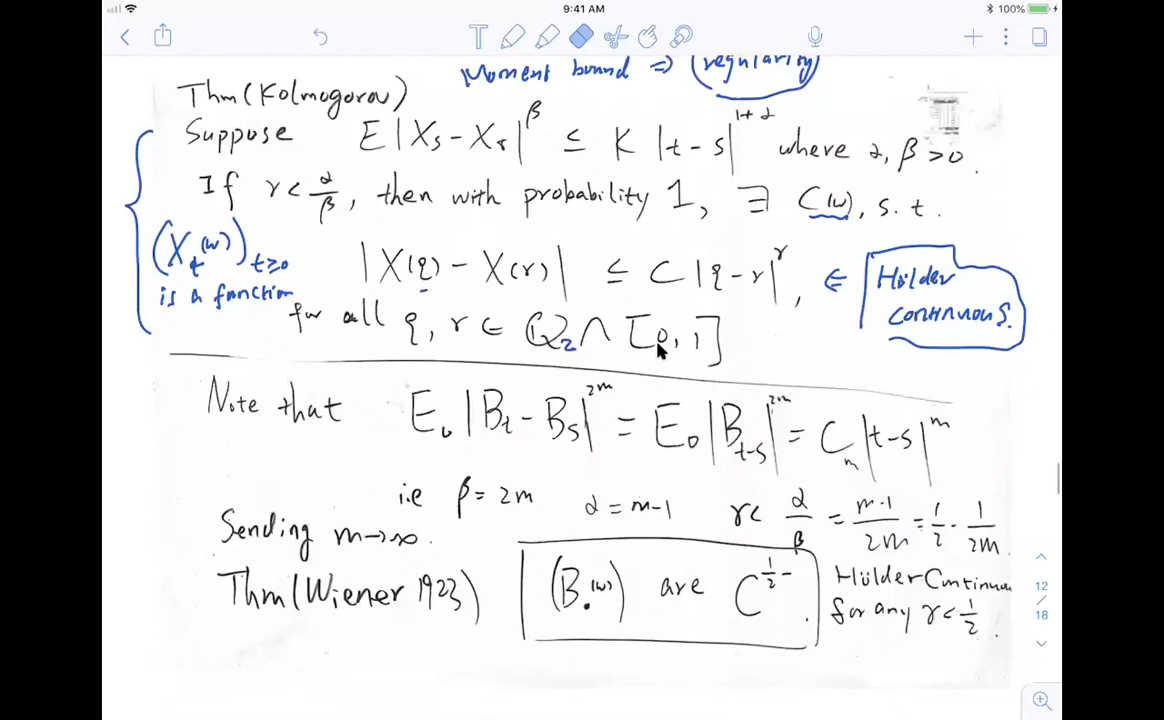 9:41 AM
100%
Moment bound ⇒ (regularity)
Thm (Kolmogorov)
Suppose E|X_s - X_t|^β ≤ K |t-s|^{1+α} where α, β > 0.
If γ < α/β, then with probability 1, ∃ C(ω), s.t.
(X_t^{(ω)})_{t≥0}
is a function
|X(q) - X(r)| ≤ C |q-r|^γ, ∈ Hölder continuous.
for all q, r ∈ Q_2 ∩ [0, 1]
Note that E_0 |B_t - B_s|^{2m} = E_0 |B_{t-s}|^{2m} = C_m |t-s|^m
i.e β = 2m α = m-1 γ < α/β = m-1/2m = 1/2 - 1/2m
Sending m→∞.
Thm (Wiener 1923) (B.^{(ω)}) are C^{1/2-}. Hölder Continuous
for any γ < 1/2.
12
/
18